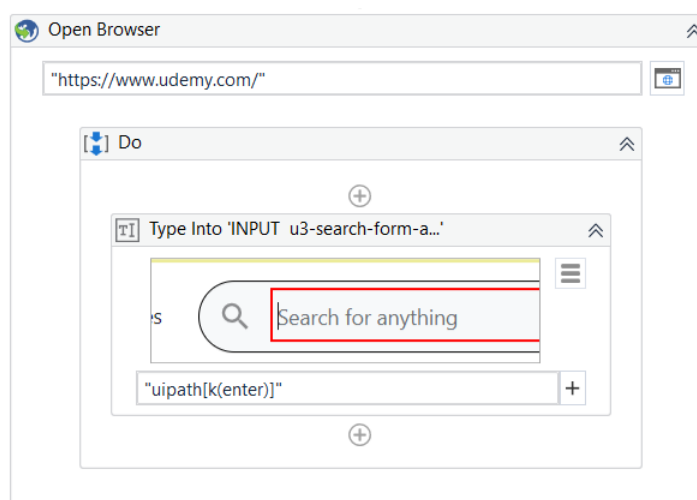 Open Browser
"https://www.udemy.com/"
Do
Type Into 'INPUT  u3-search-form-a...'
s
Search for anything
"uipath[k(enter)]"